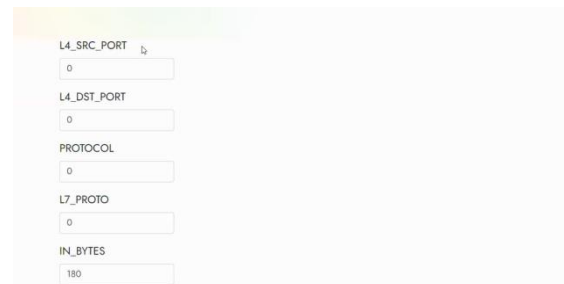 L4_SRC_PORT
0
L4_DST_PORT
0
PROTOCOL
0
L7_PROTO
0
IN_BYTES
180